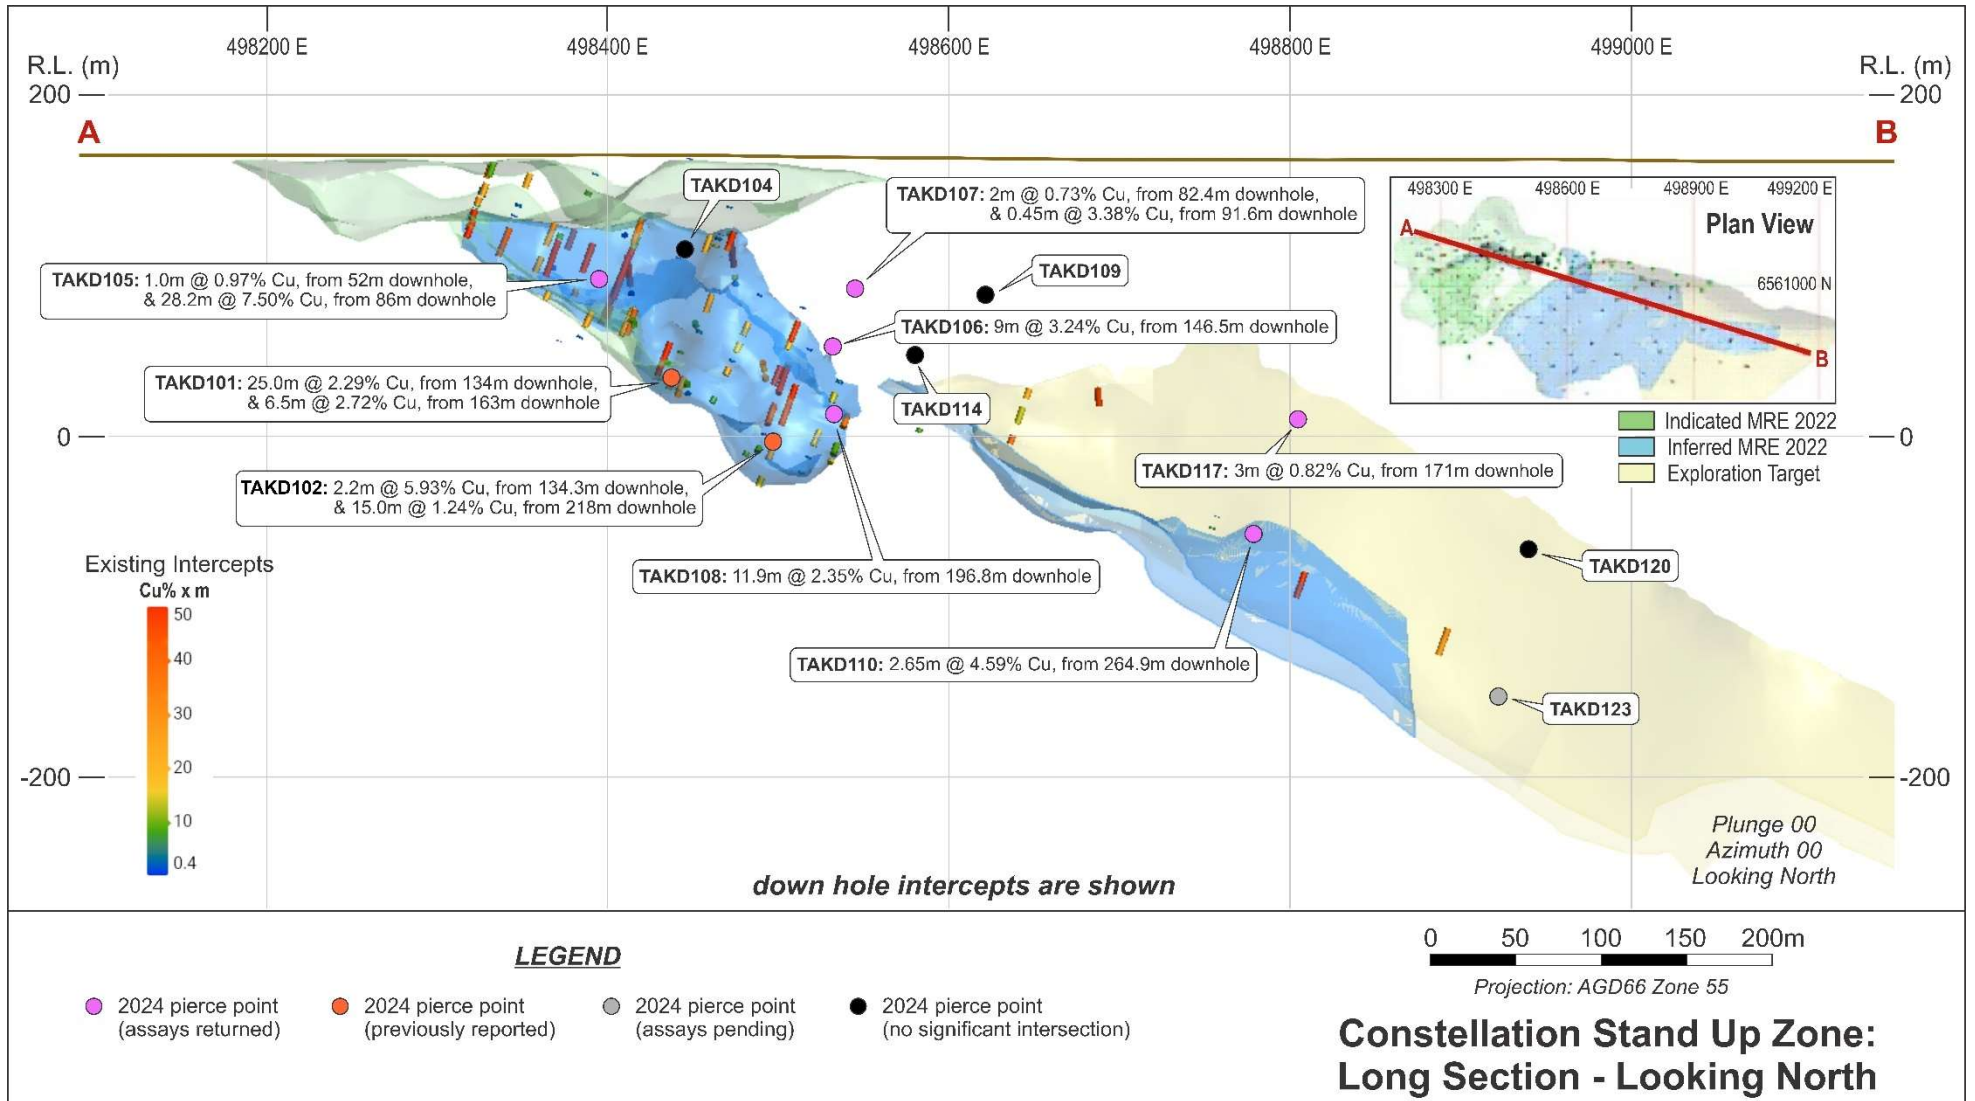 498200 E
498400 E
498600 E
498800 E
499000 E
R.L. (m)
R.L. (m)
200
200
A
B
TAKD104
TAKD107: 2m @ 0.73% Cu, from 82.4m downhole,
& 0.45m @ 3.38% Cu, from 91.6m downhole
498300 E
498600 E
498900 E
499200 E
Plan View
A
6561000 N
B
TAKD109
TAKD105: 1.0m @ 0.97% Cu, from 52m downhole,
& 28.2m @ 7.50% Cu, from 86m downhole
TAKD106: 9m @ 3.24% Cu, from 146.5m downhole
TAKD101: 25.0m @ 2.29% Cu, from 134m downhole,
& 6.5m @ 2.72% Cu, from 163m downhole
TAKD114
Indicated MRE 2022
Inferred MRE 2022
Exploration Target
0
0
TAKD117: 3m @ 0.82% Cu, from 171m downhole
TAKD102: 2.2m @ 5.93% Cu, from 134.3m downhole,
& 15.0m @ 1.24% Cu, from 218m downhole
TAKD108: 11.9m @ 2.35% Cu, from 196.8m downhole
TAKD120
Existing Intercepts
Cu% x m
50
40
30
20
10
0.4
TAKD110: 2.65m @ 4.59% Cu, from 264.9m downhole
TAKD123
-200
-200
Plunge 00
Azimuth 00
Looking North
down hole intercepts are shown
LEGEND
2024 pierce point
(assays returned)
2024 pierce point
(previously reported)
2024 pierce point
(assays pending)
2024 pierce point
(no significant intersection)
0 50 100 150 200m
Projection: AGD66 Zone 55
Constellation Stand Up Zone:
Long Section - Looking North